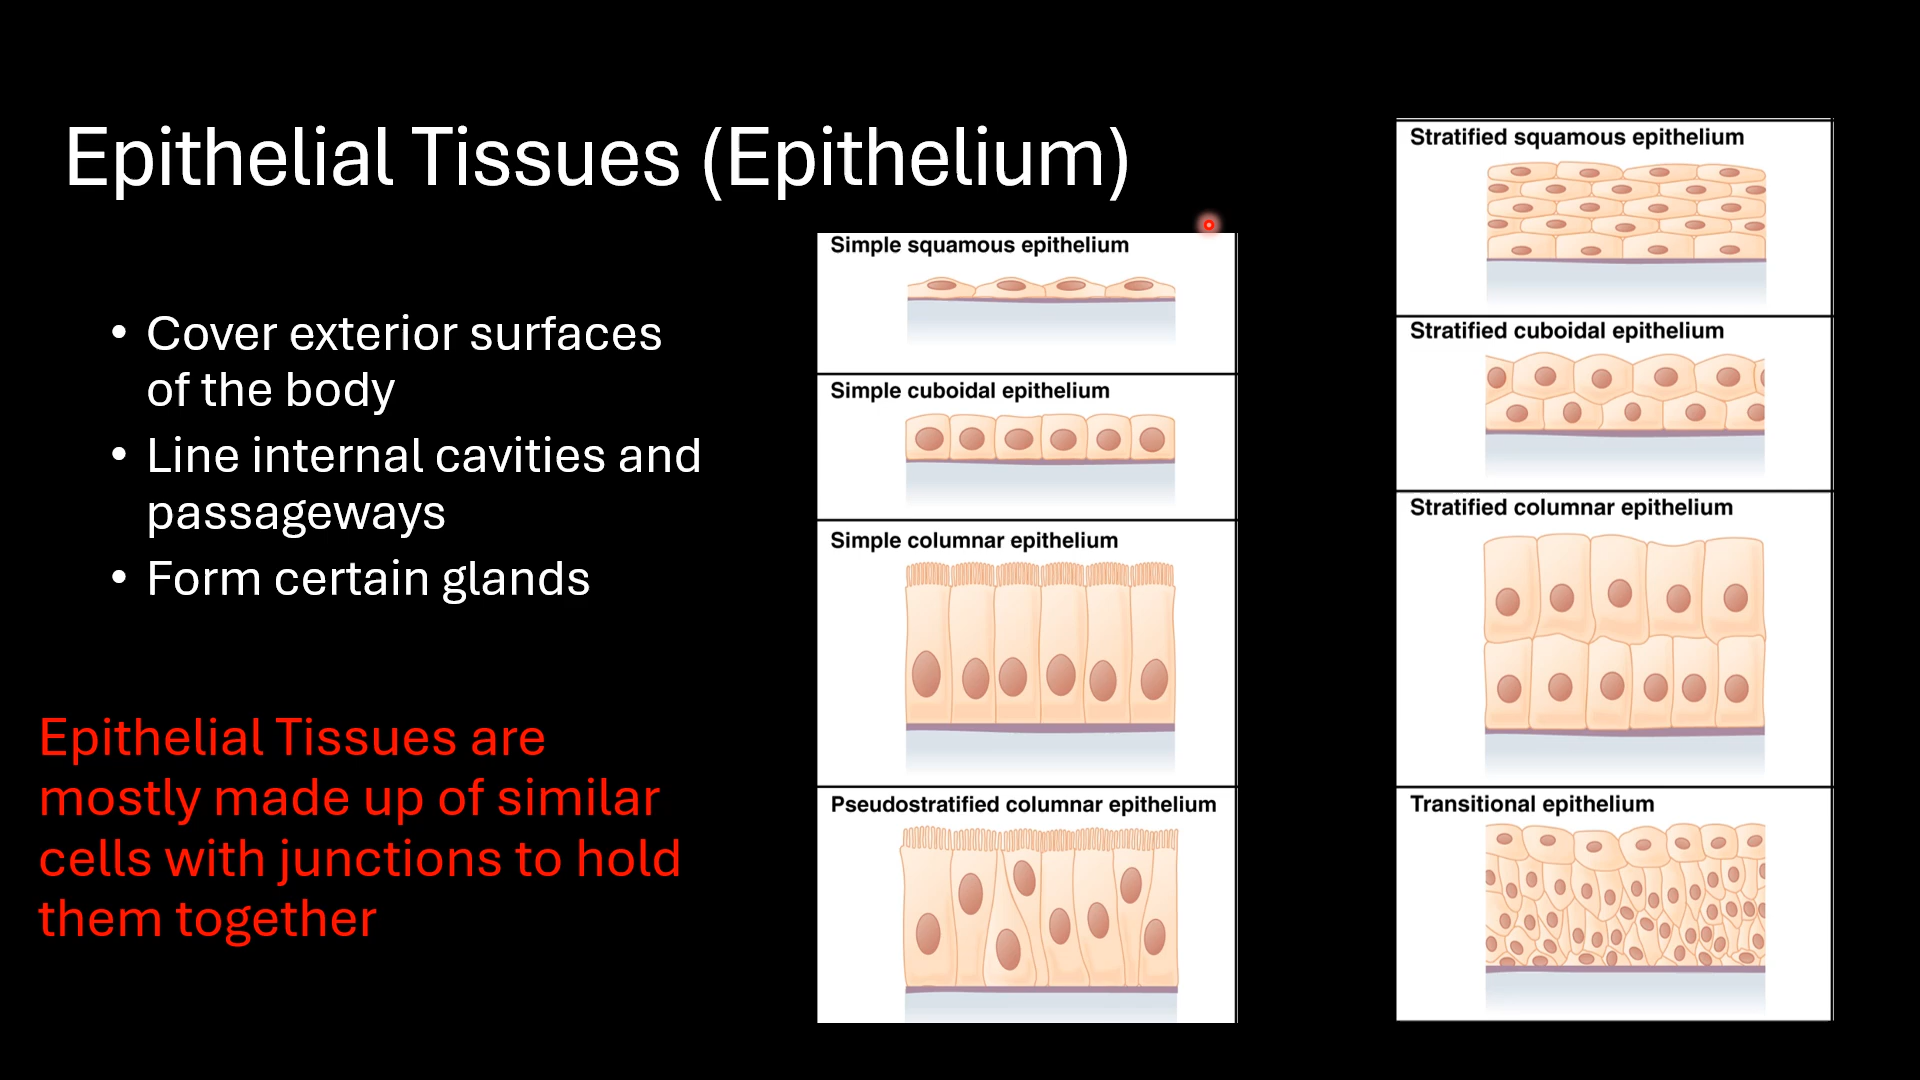 Epithelial Tissues (Epithelium)
• Cover exterior surfaces
of the body
• Line internal cavities and
passageways
• Form certain glands
Epithelial Tissues are
mostly made up of similar
cells with junctions to hold
them together
Simple squamous epithelium
Simple cuboidal epithelium
Simple columnar epithelium
Pseudostratified columnar epithelium
Stratified squamous epithelium
Stratified cuboidal epithelium
Stratified columnar epithelium
Transitional epithelium